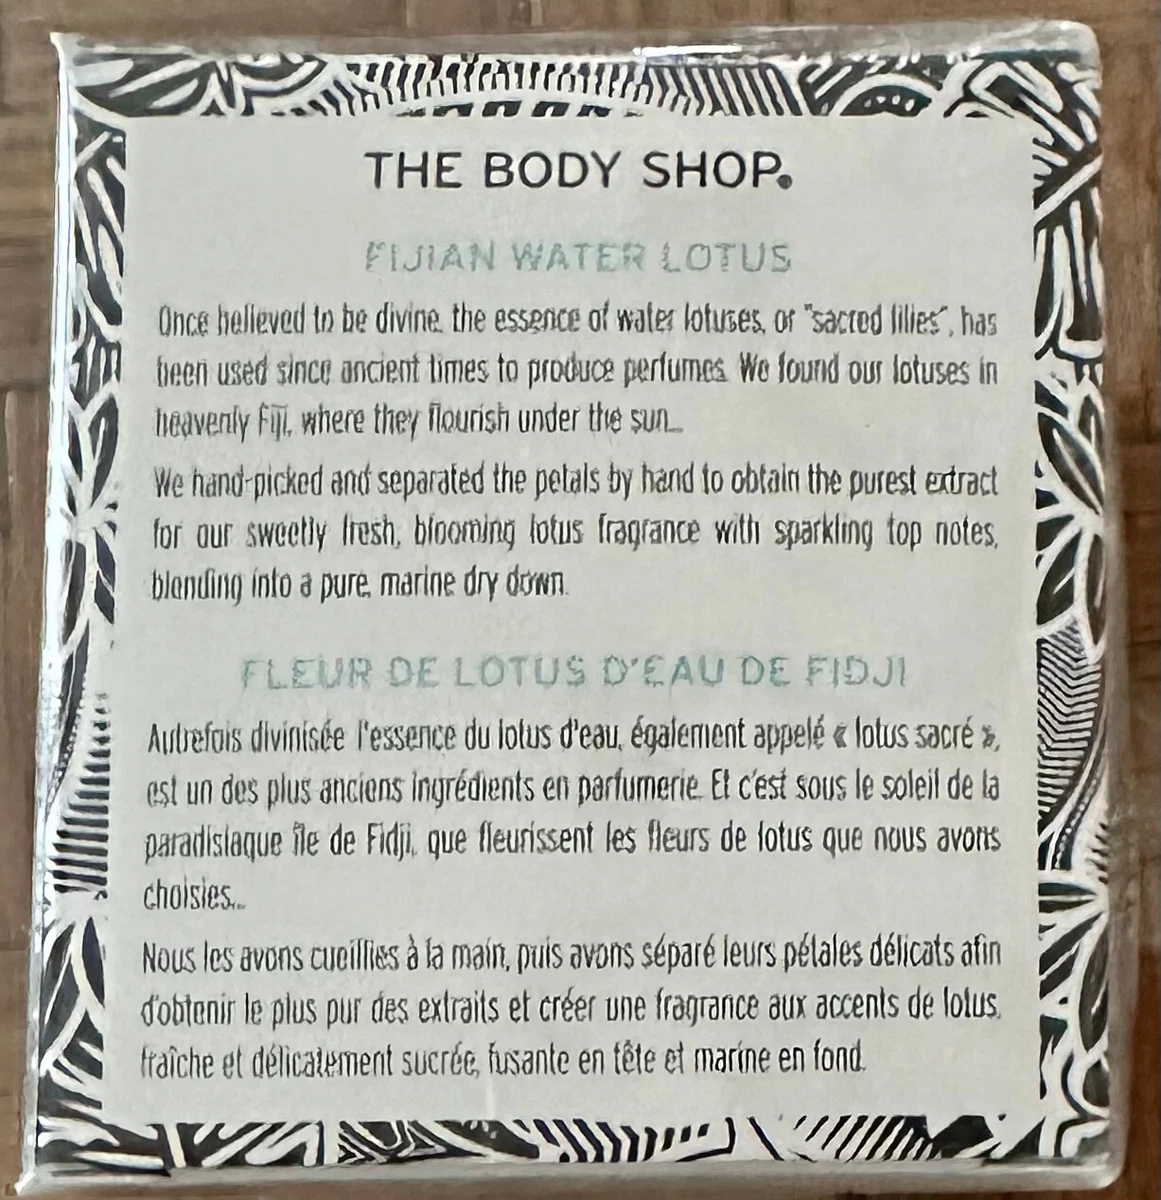 THE BODY SHOP.
FIJIAN WATER LOTUS
Once believed to be divine, the essence of water lotuses, or "sacred lilies", has
been used since ancient times to produce perfumes. We found our lotuses in
heavenly Fiji, where they flourish under the sun...
We hand-picked and separated the petals by hand to obtain the purest extract
for our sweetly fresh, blooming lotus fragrance with sparkling top notes,
blending into a pure, marine dry down.
FLEUR DE LOTUS D'EAU DE FIDJI
Autrefois divinisée l'essence du lotus d'eau, également appelé « lotus sacré »,
est un des plus anciens ingrédients en parfumerie. Et c'est sous le soleil de la
paradisiaque île de Fidji, que fleurissent les fleurs de lotus que nous avons
choisies...
Nous les avons cueillies à la main, puis avons séparé leurs pétales délicats afin
d'obtenir le plus pur des extraits et créer une fragrance aux accents de lotus,
fraîche et délicatement sucrée, fusante en tête et marine en fond.